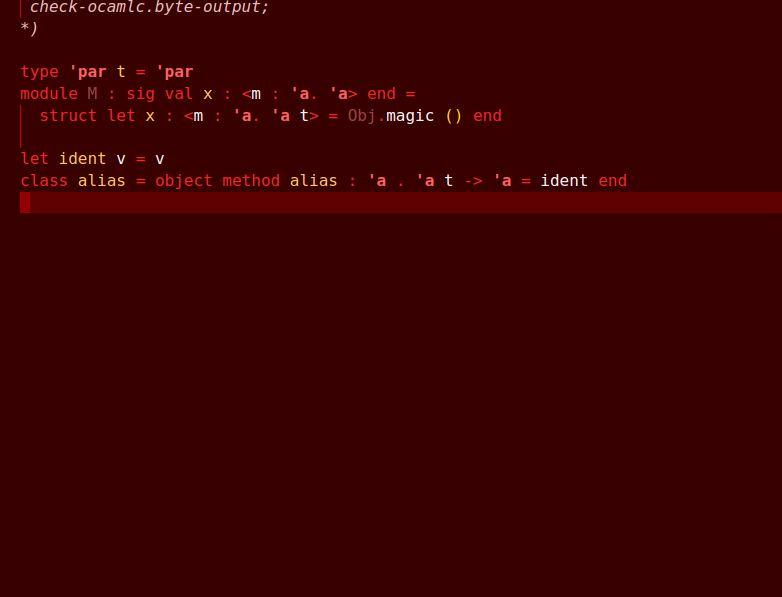 check-ocamlc.byte-output;
*)
type 'par t = 'par
module M : sig val x : <m : 'a. 'a> end =
struct let x : <m : 'a. 'a t> = Obj.magic () end
let ident v = v
class alias = object method alias : 'a . 'a t -> 'a = ident end